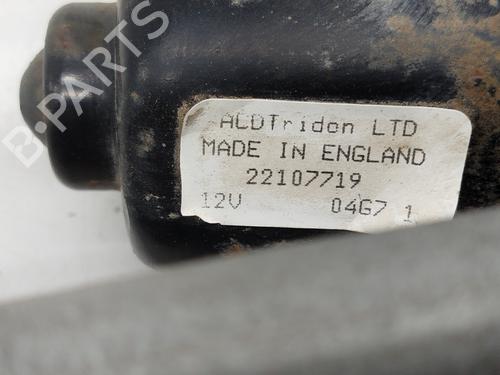 ALDTridon LTD
MADE IN ENGLAND
22107719
12V 04G7 1
B-PARTS